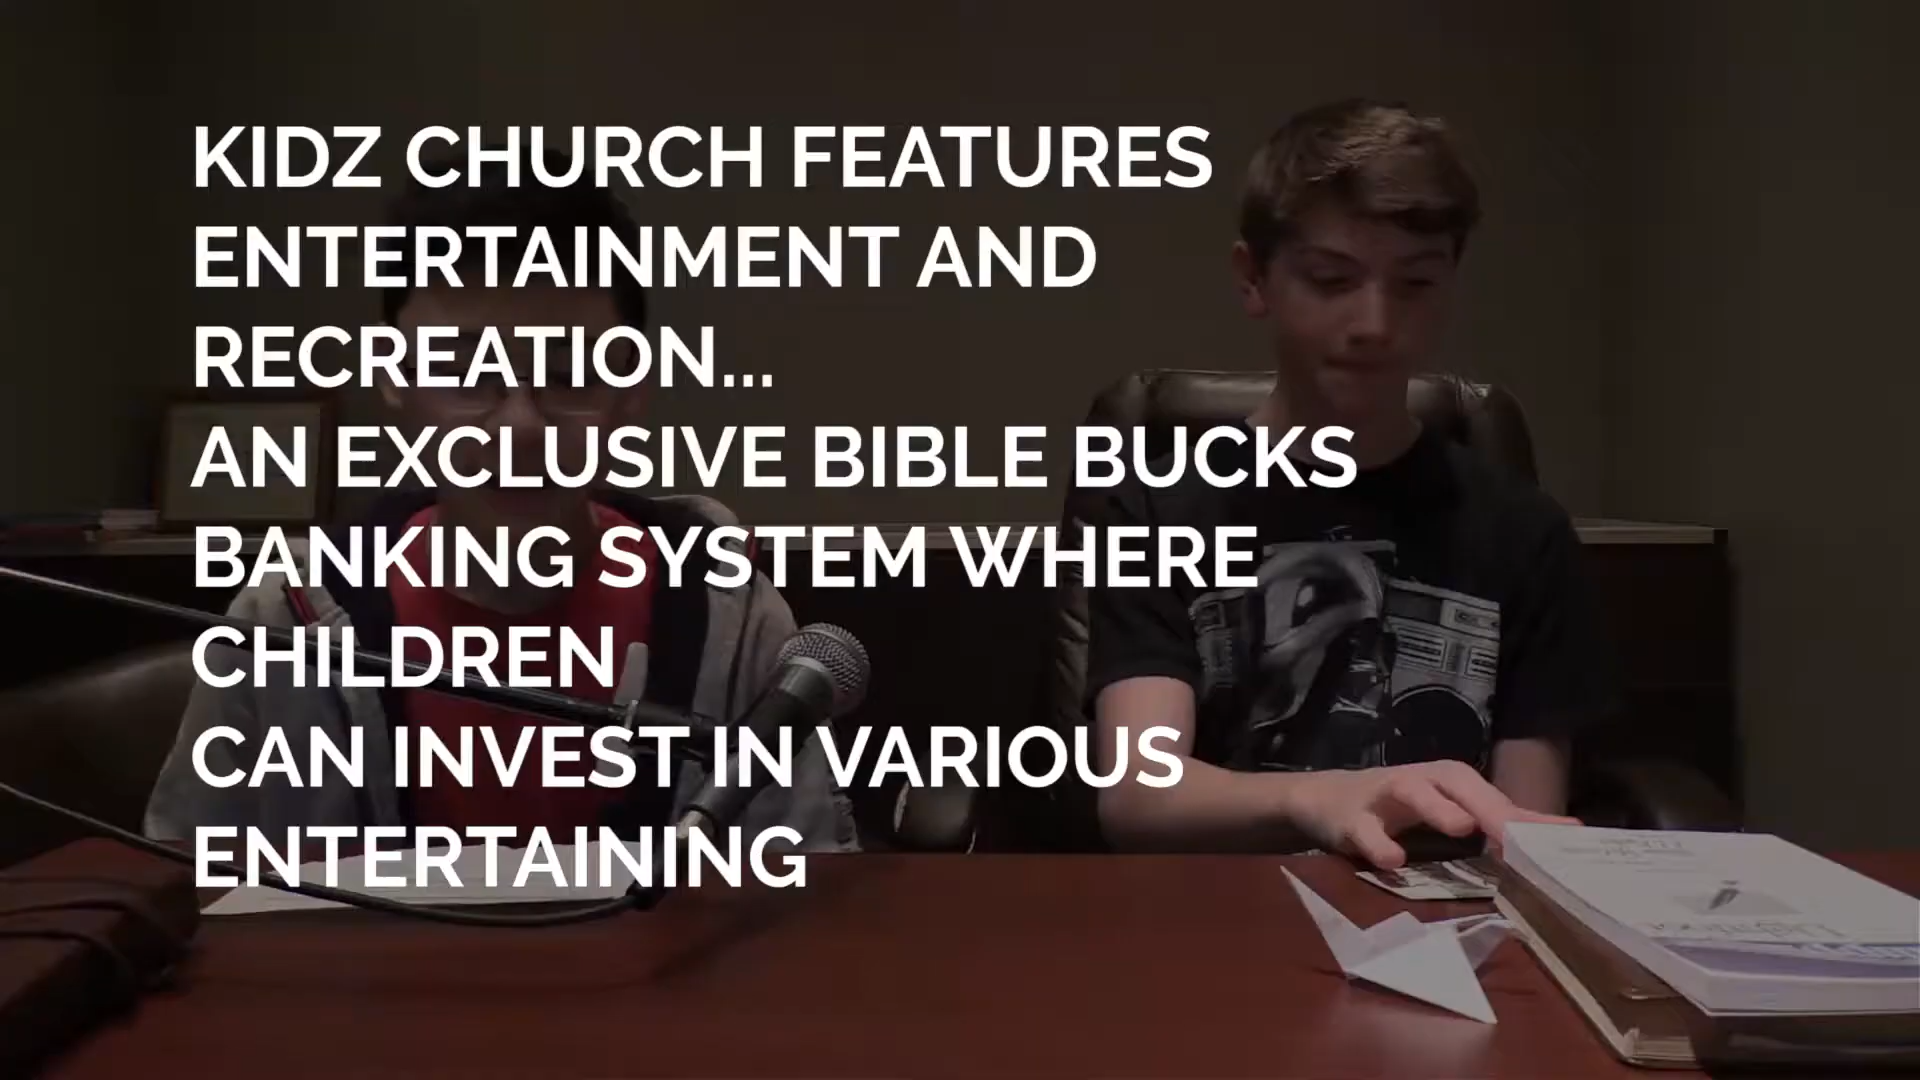 KIDZ CHURCH FEATURES
ENTERTAINMENT AND
RECREATION...
AN EXCLUSIVE BIBLE BUCKS
BANKING SYSTEM WHERE
CHILDREN
CAN INVEST IN VARIOUS
ENTERTAINING